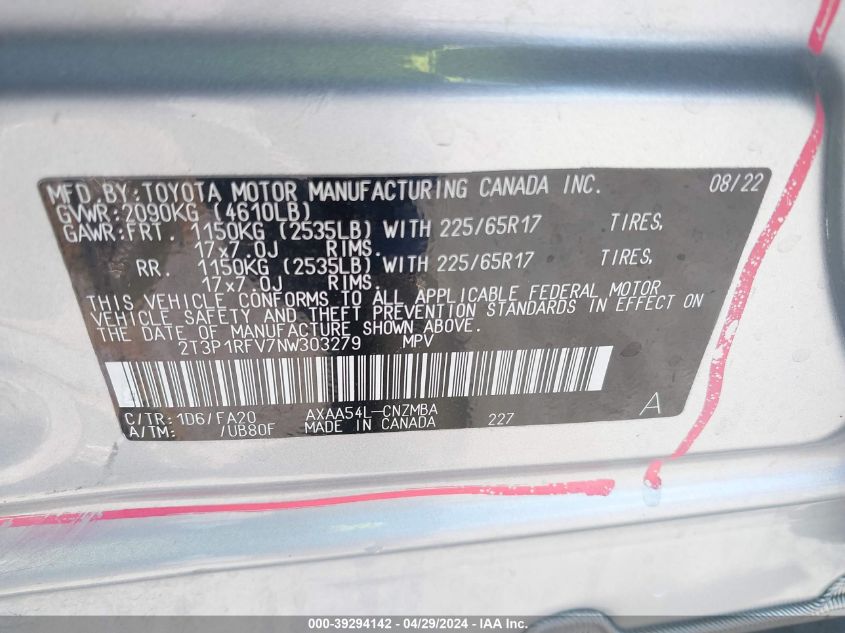 MFD. BY: TOYOTA MOTOR MANUFACTURING CANADA INC. 08/22
GVWR: 2090KG (4610LB)
GAWR: FRT. 1150KG (2535LB) WITH 225/65R17 TIRES,
17x7.0J RIMS.
RR. 1150KG (2535LB) WITH 225/65R17 TIRES,
17x7.0J RIMS.
THIS VEHICLE CONFORMS TO ALL APPLICABLE FEDERAL MOTOR
VEHICLE SAFETY AND THEFT PREVENTION STANDARDS IN EFFECT ON
THE DATE OF MANUFACTURE SHOWN ABOVE.
2T3P1RFV7NW303279 MPV
C/TR: 1D6/FA20 AXAA54L-CNZMBA A
A/TM: /UB80F MADE IN CANADA 227
000-39294142 - 04/29/2024 - IAA Inc.